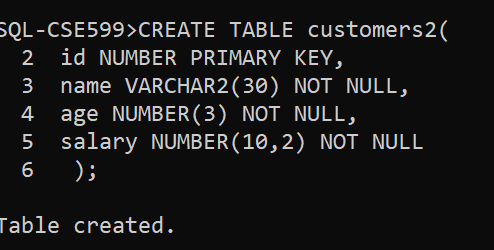 SQL-CSE599>CREATE TABLE customers2(
2 id NUMBER PRIMARY KEY,
3 name VARCHAR2(30) NOT NULL,
4 age NUMBER(3) NOT NULL,
5 salary NUMBER(10,2) NOT NULL
6 );
Table created.